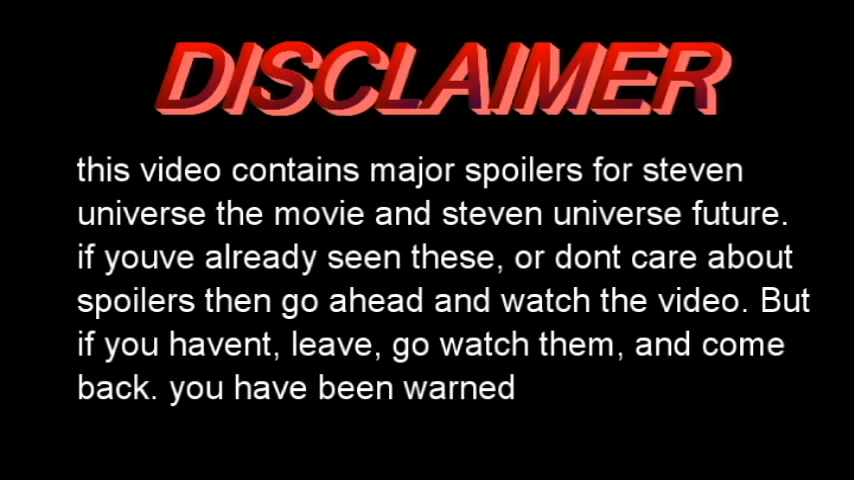 DISCLAIMER
this video contains major spoilers for steven
universe the movie and steven universe future.
if youve already seen these, or dont care about
spoilers then go ahead and watch the video. But
if you havent, leave, go watch them, and come
back. you have been warned